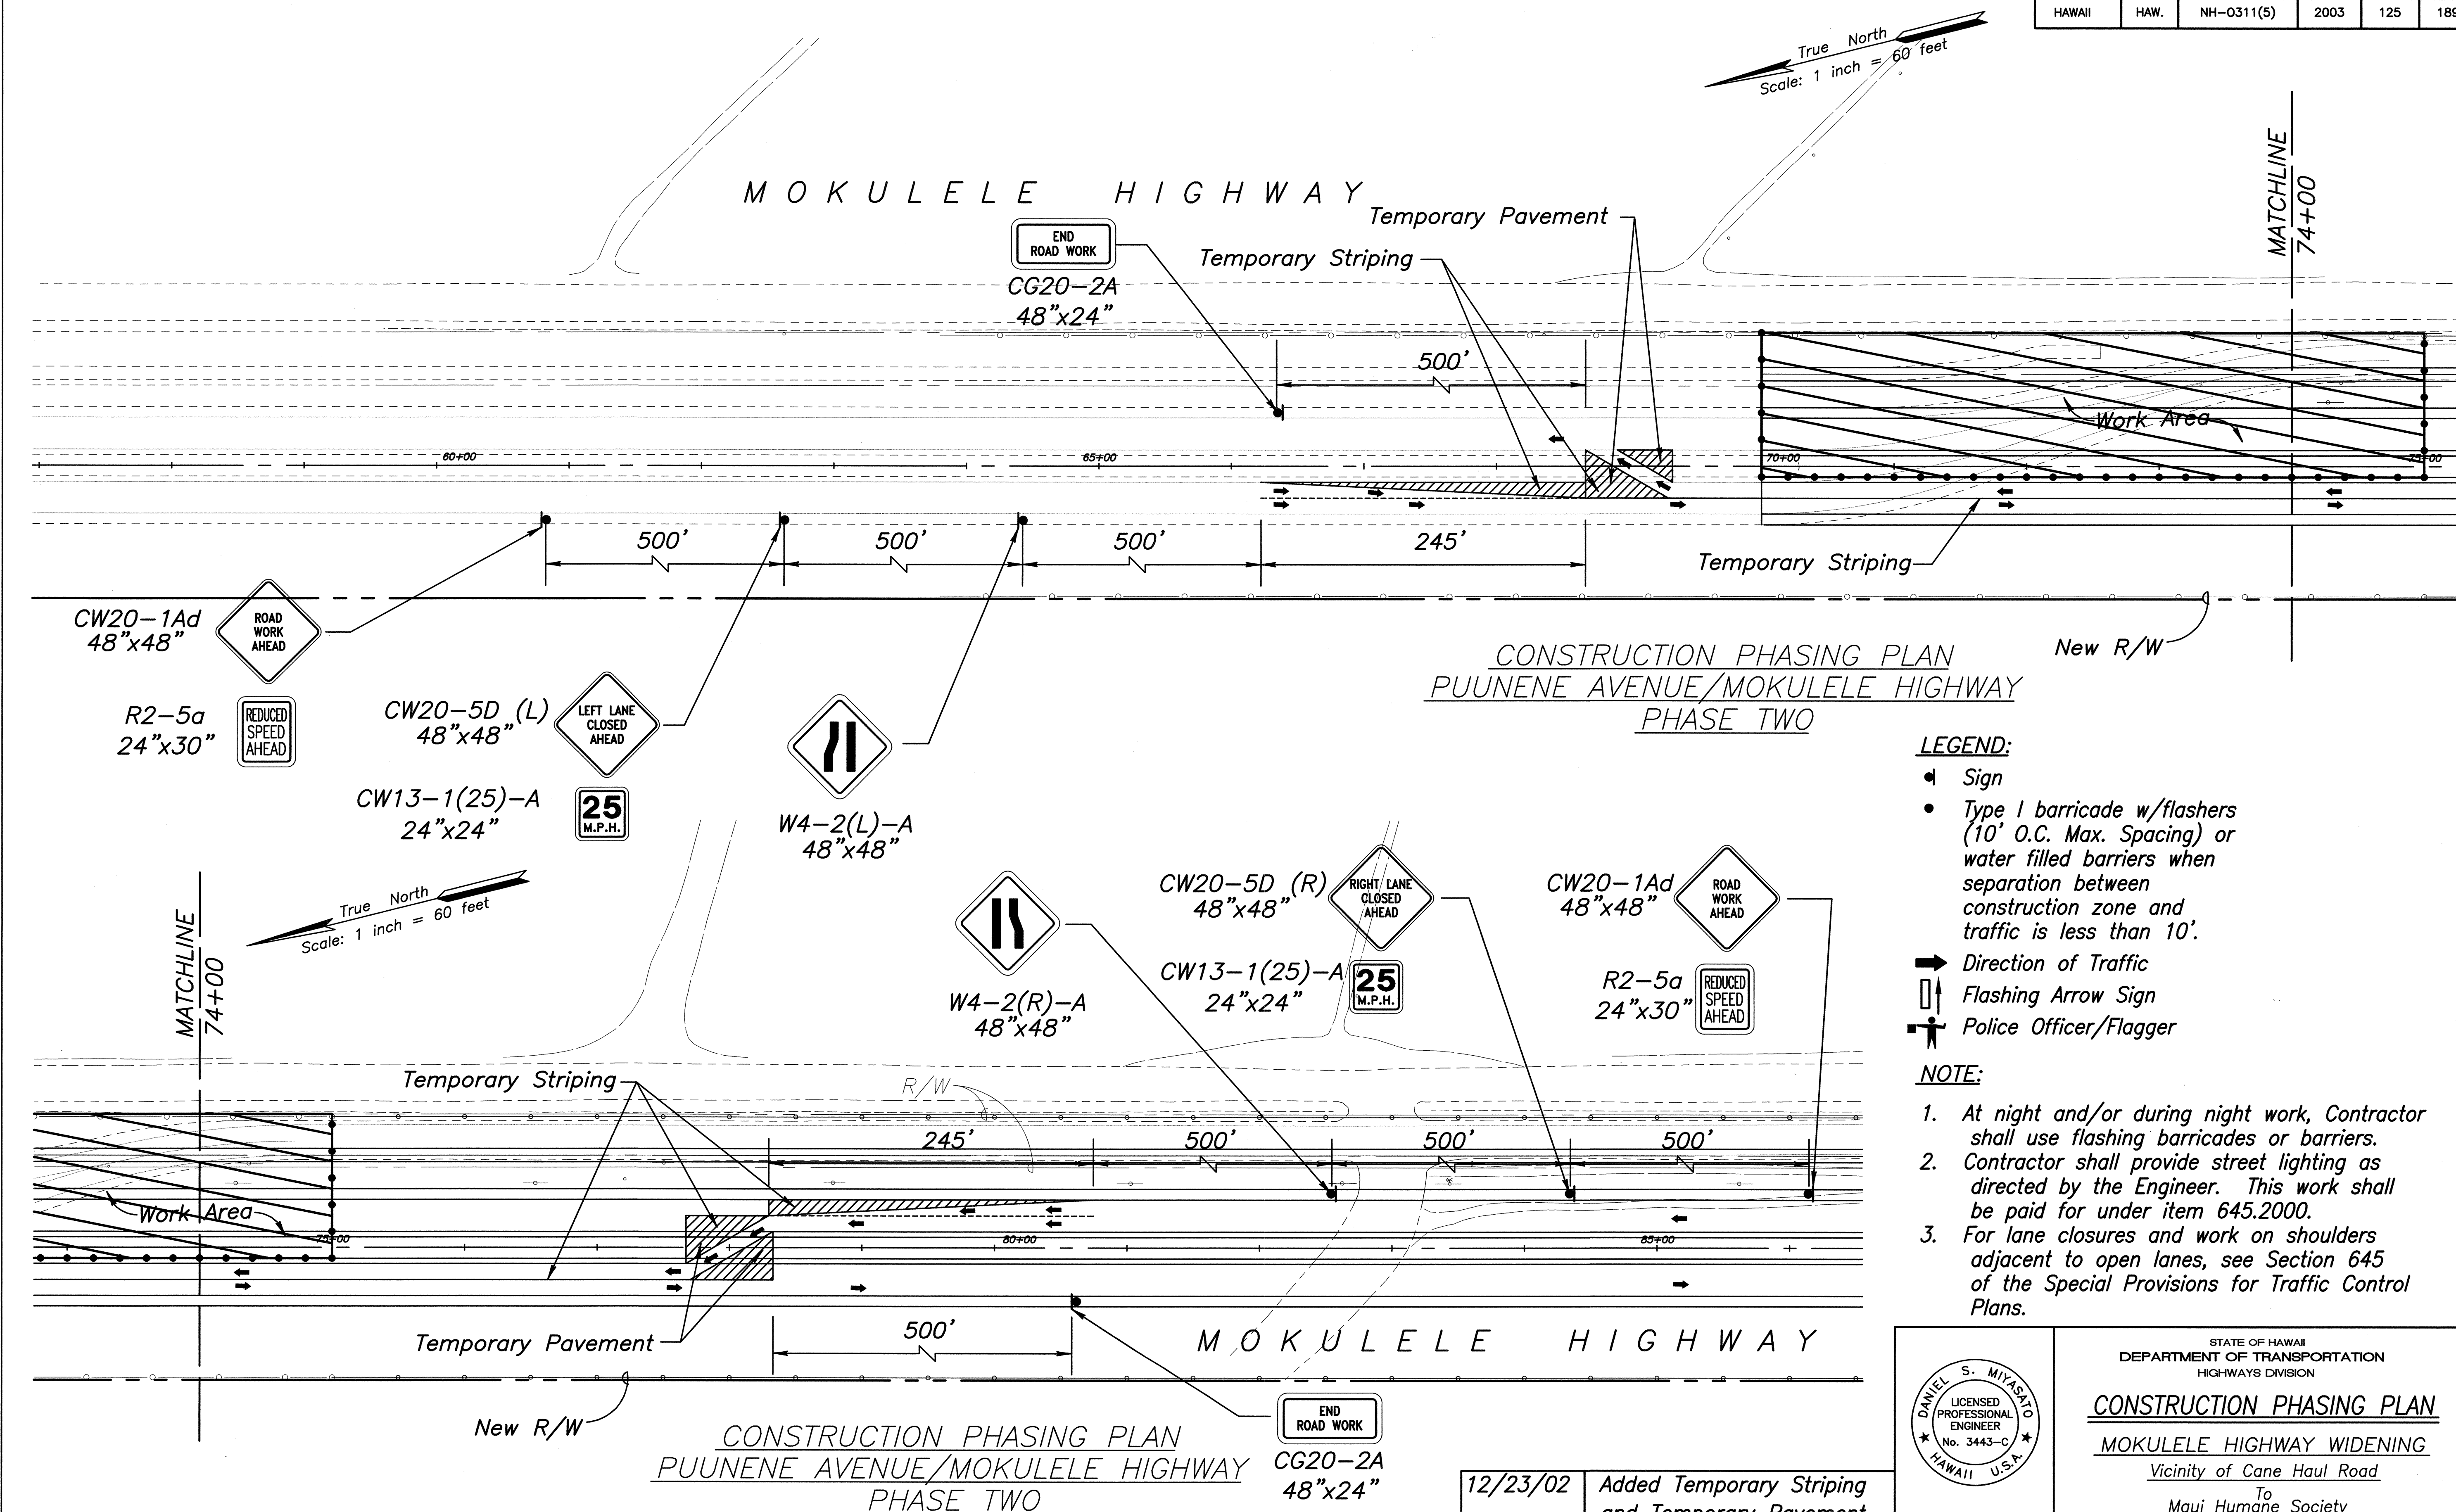 HAWAII HAW. NH-0311(5) 2003 125 189
True North
Scale: 1 inch = 60 feet
MATCHLINE
74+00
MOKULELE HIGHWAY
Temporary Pavement
END
ROAD WORK
Temporary Striping
CG20-2A
48"x24"
500'
Work Area
60+00
65+00
70+00
75+00
500'
500'
500'
245'
Temporary Striping
CW20-1Ad
48"x48"
ROAD
WORK
AHEAD
New R/W
CONSTRUCTION PHASING PLAN
PUUNENE AVENUE/MOKULELE HIGHWAY
PHASE TWO
R2-5a
24"x30"
REDUCED
SPEED
AHEAD
CW20-5D (L)
48"x48"
LEFT LANE
CLOSED
AHEAD
CW13-1(25)-A
24"x24"
25
M.P.H.
W4-2(L)-A
48"x48"
LEGEND:
Sign
Type I barricade w/flashers
(10' O.C. Max. Spacing) or
water filled barriers when
separation between
construction zone and
traffic is less than 10'.
Direction of Traffic
Flashing Arrow Sign
Police Officer/Flagger
NOTE:
1. At night and/or during night work, Contractor
shall use flashing barricades or barriers.
2. Contractor shall provide street lighting as
directed by the Engineer. This work shall
be paid for under item 645.2000.
3. For lane closures and work on shoulders
adjacent to open lanes, see Section 645
of the Special Provisions for Traffic Control
Plans.
True North
Scale: 1 inch = 60 feet
MATCHLINE
74+00
W4-2(R)-A
48"x48"
CW20-5D (R)
48"x48"
RIGHT LANE
CLOSED
AHEAD
CW13-1(25)-A
24"x24"
25
M.P.H.
CW20-1Ad
48"x48"
ROAD
WORK
AHEAD
R2-5a
24"x30"
REDUCED
SPEED
AHEAD
Temporary Striping
R/W
245'
500'
500'
500'
Work Area
75+00
80+00
85+00
Temporary Pavement
500'
MOKULELE HIGHWAY
New R/W
END
ROAD WORK
CG20-2A
48"x24"
CONSTRUCTION PHASING PLAN
PUUNENE AVENUE/MOKULELE HIGHWAY
PHASE TWO
12/23/02 Added Temporary Striping
and Temporary Pavement
DANIEL S. MIYASATO
LICENSED
PROFESSIONAL
ENGINEER
No. 3443-C
HAWAII U.S.A.
STATE OF HAWAII
DEPARTMENT OF TRANSPORTATION
HIGHWAYS DIVISION
CONSTRUCTION PHASING PLAN
MOKULELE HIGHWAY WIDENING
Vicinity of Cane Haul Road
To
Maui Humane Society